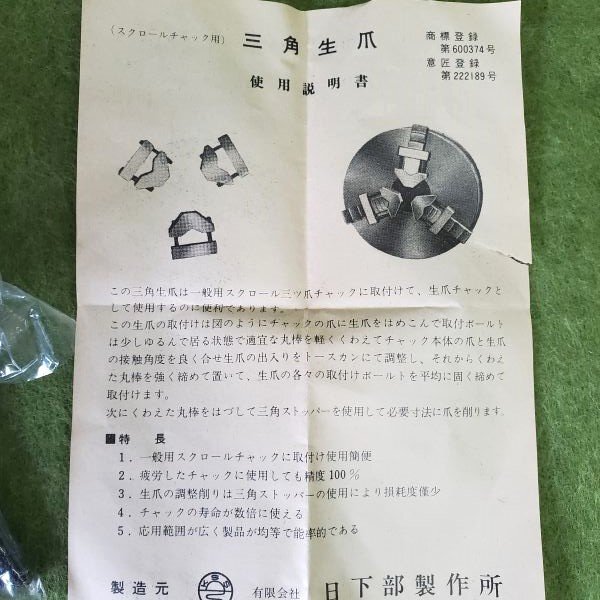 (スクロールチャック用) 三角生爪
商標登録
第600374号
意匠登録
第222189号
使用説明書
この三角生爪は一般用スクロール三ツ爪チャックに取付けて、生爪チャックと
して使用するのに便利であります。
この生爪の取付けは図のようにチャックの爪に生爪をはめこんで取付ボールト
は少しゆるんで居る状態で適宜な丸棒を軽くくわえてチャック本体の爪と生爪
の接触角度を良く合せ生爪の出入りをトースカンにて調整し、それからくわえ
た丸棒を強く締めて置いて、生爪の各々の取付けボールトを平均に固く締めて
取付けます。
次にくわえた丸棒をはづして三角ストッパーを使用して必要寸法に爪を削ります。
■特長
1.一般用スクロールチャックに取付け使用簡便
2.疲労したチャックに使用しても精度100%
3.生爪の調整削りは三角ストッパーの使用により損耗度僅少
4.チャックの寿命が数倍に使える
5.応用範囲が広く製品が均等で能率的である
製造元 有限会社 日下部製作所